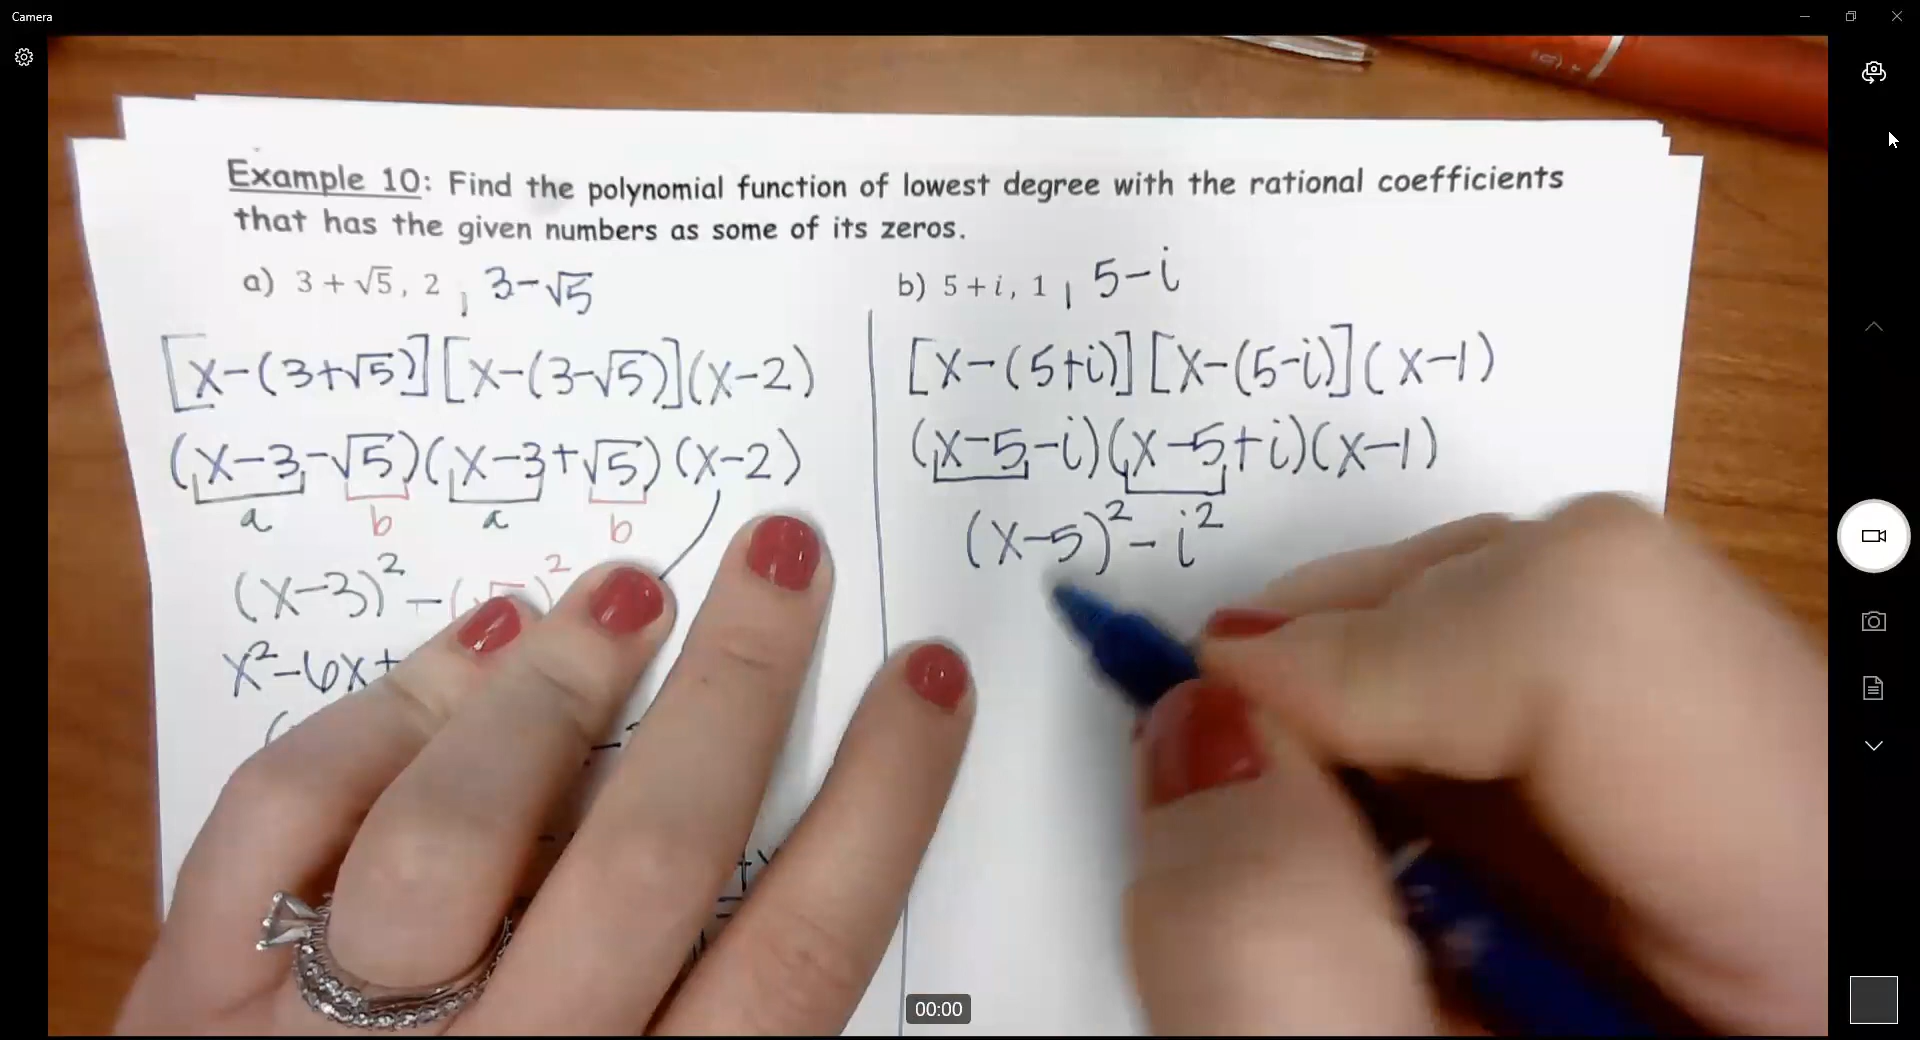 Camera
Example 10: Find the polynomial function of lowest degree with the rational coefficients
that has the given numbers as some of its zeros.
a) 3 + √5, 2 , 3-√5
[x-(3+√5)][x-(3-√5)](x-2)
(x-3-√5)(x-3+√5)(x-2)
a b a b
(x-3)² -(√5)²
x²-6x+
b) 5 + i, 1 , 5-i
[x-(5+i)][x-(5-i)](x-1)
(x-5-i)(x-5+i)(x-1)
(x-5)² - i²
00:00